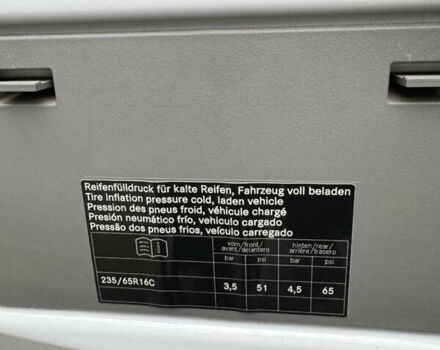 Reifenfülldruck für kalte Reifen, Fahrzeug voll beladen
Tire inflation pressure cold, laden vehicle
Pression des pneus froid, véhicule chargé
Presión neumático frío, vehículo cargado
Pressão dos pneus frios, veículo carregado
vorn/front/ hinten/rear/
avant/delantero arrière/trasero
bar psi bar psi
235/65R16C 3,5 51 4,5 65